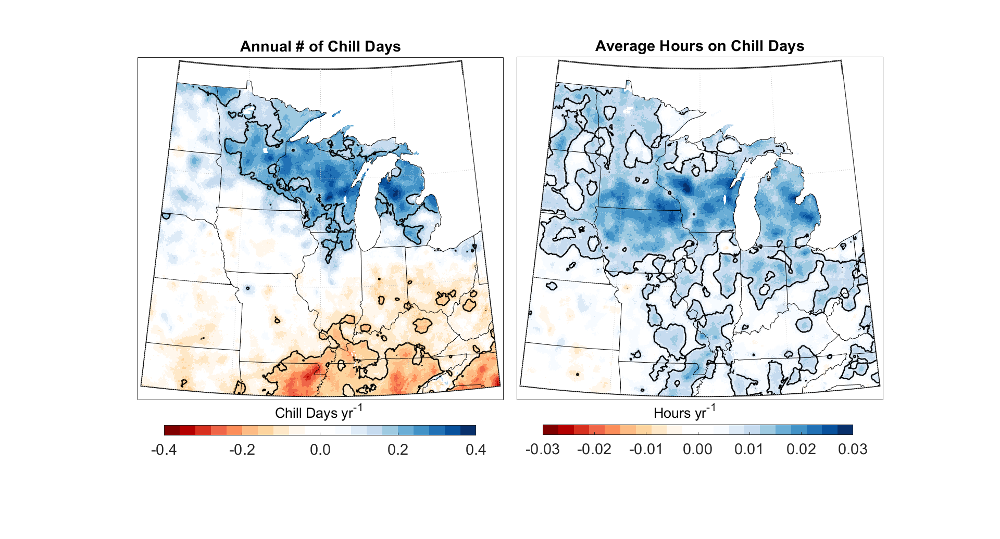 Annual # of Chill Days
Average Hours on Chill Days
Chill Days yr-1
Hours yr-1
-0.4 -0.2 0.0 0.2 0.4
-0.03 -0.02 -0.01 0.00 0.01 0.02 0.03